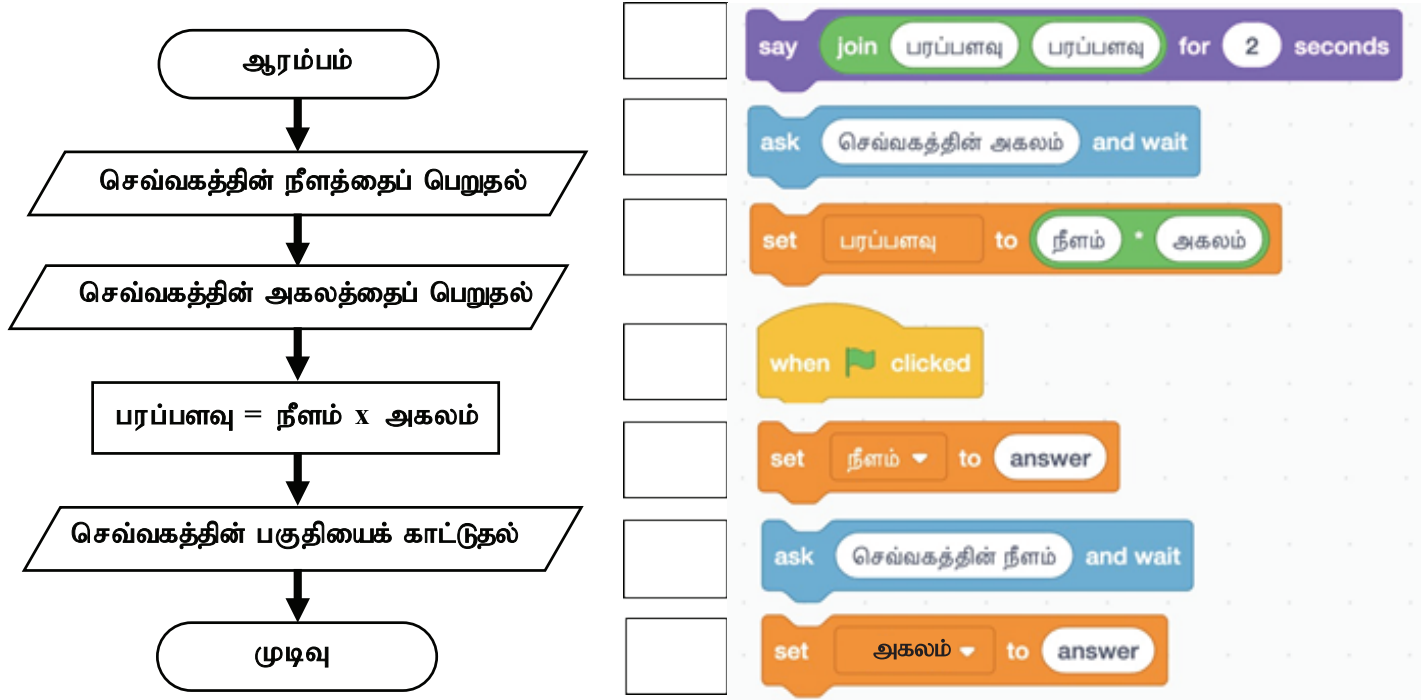 ஆரம்பம்
செவ்வகத்தின் நீளத்தைப் பெறுதல்
செவ்வகத்தின் அகலத்தைப் பெறுதல்
பரப்பளவு = நீளம் x அகலம்
செவ்வகத்தின் பகுதியைக் காட்டுதல்
முடிவு
say join பரப்பளவு பரப்பளவு for 2 seconds
ask செவ்வகத்தின் அகலம் and wait
set பரப்பளவு to நீளம் * அகலம்
when clicked
set நீளம் to answer
ask செவ்வகத்தின் நீளம் and wait
set அகலம் to answer